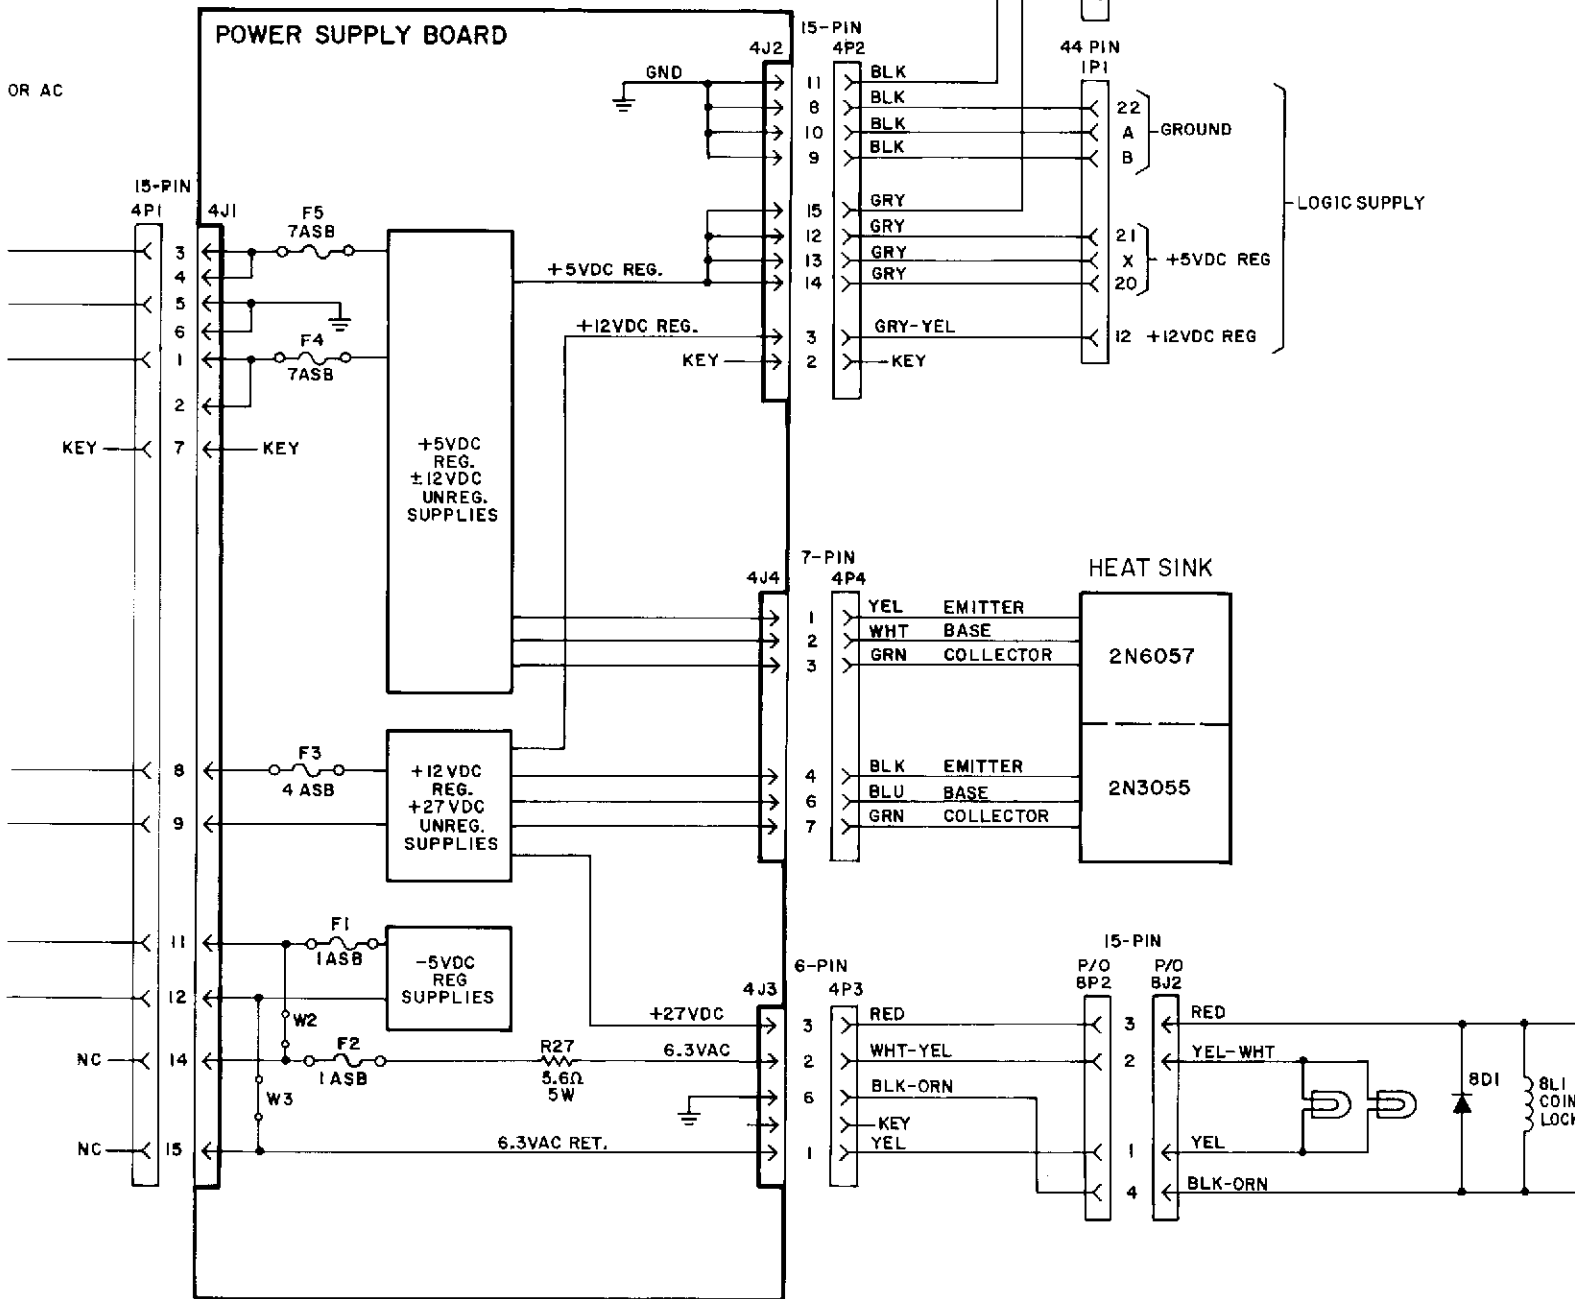 POWER SUPPLY BOARD
OR AC
15-PIN
4J2 4P2
44 PIN
1P1
GND
11 BLK
8 BLK 22
10 BLK A
9 BLK B
GROUND
15 GRY
12 GRY 21
13 GRY X
14 GRY 20
+5VDC REG
LOGIC SUPPLY
3 GRY-YEL 12 +12VDC REG
KEY 2 KEY
+5VDC REG.
+12VDC REG.
15-PIN
4P1 4J1
3
4
5
6
1
2
KEY 7 KEY
F5
7ASB
F4
7ASB
+5VDC
REG.
±12VDC
UNREG.
SUPPLIES
7-PIN
4J4 4P4
HEAT SINK
1 YEL EMITTER
2 WHT BASE
3 GRN COLLECTOR
2N6057
4 BLK EMITTER
6 BLU BASE
7 GRN COLLECTOR
2N3055
8
9
F3
4ASB
+12VDC
REG.
+27VDC
UNREG.
SUPPLIES
11
12
F1
1ASB
-5VDC
REG
SUPPLIES
W2
NC 14
F2
1ASB
R27
5.6Ω
5W
W3
NC 15
6.3VAC RET.
+27VDC
6.3VAC
6-PIN
4J3 4P3
3 RED
2 WHT-YEL
6 BLK-ORN
KEY
1 YEL
15-PIN
P/O P/O
8P2 8J2
3 RED
2 YEL-WHT
1 YEL
4 BLK-ORN
8D1
8L1
COIN
LOCK